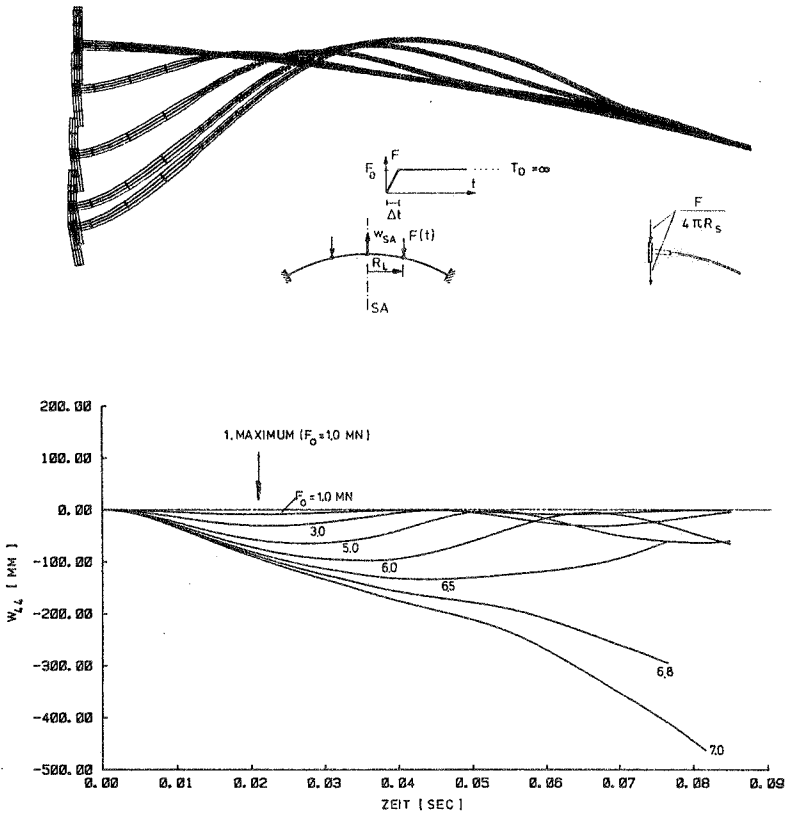 F
F₀
T_D = ∞
t
Δt
W_SA
F(t)
R_L
SA
F
4πR_S
200.00
100.00
0.00
-100.00
-200.00
-300.00
-400.00
-500.00
W₄₄ [MM]
1. MAXIMUM (F₀ = 1,0 MN)
F₀ = 1,0 MN
3,0
5,0
6,0
6,5
6,8
7,0
0.00 0.01 0.02 0.03 0.04 0.05 0.06 0.07 0.08 0.09
ZEIT [SEC]